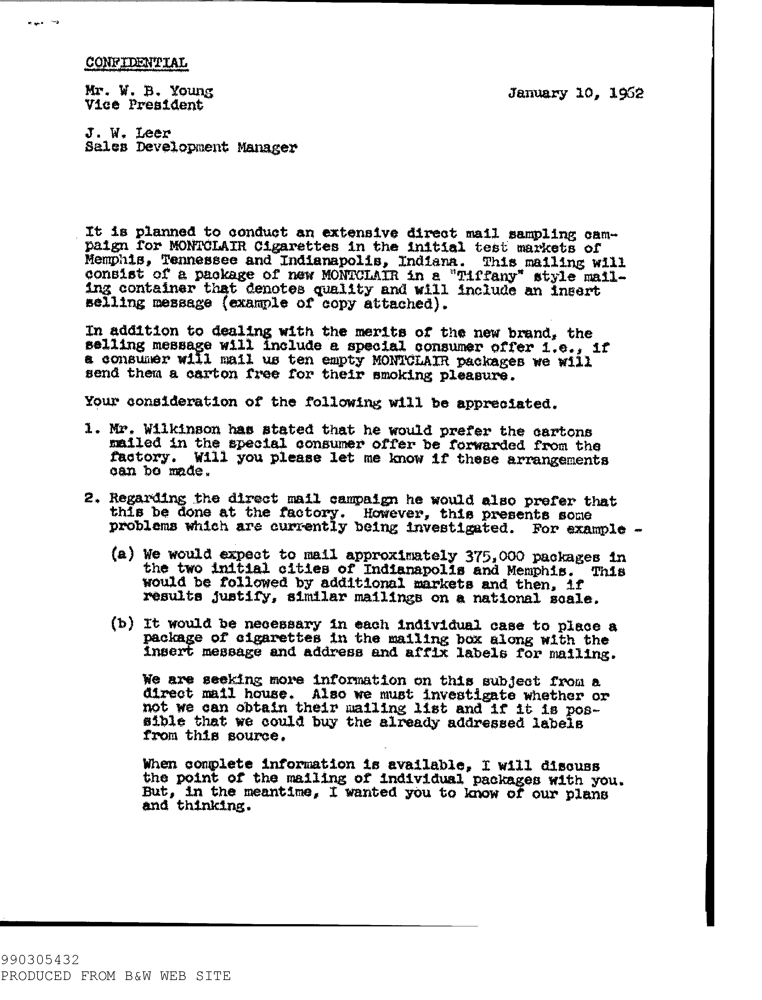 CONFIDENTIAL
Mr. W. B. Young January 10, 1962
Vice President
J. W. Leer
Sales Development Manager
It is planned to conduct an extensive direct mail sampling cam-
paign for MONTCLAIR Cigarettes in the initial test markets of
Memphis, Tennessee and Indianapolis, Indiana. This mailing will
consist of a package of new MONTCLAIR in a "Tiffany" style mail-
ing container that denotes quality and will include an insert
selling message (example of copy attached).
In addition to dealing with the merits of the new brand, the
selling message will include a special consumer offer i.e., if
a consumer will mail us ten empty MONTCLAIR packages we will
send them a carton free for their smoking pleasure.
Your consideration of the following will be appreciated.
1. Mr. Wilkinson has stated that he would prefer the cartons
mailed in the special consumer offer be forwarded from the
factory. Will you please let me know if these arrangements
can be made.
2. Regarding the direct mail campaign he would also prefer that
this be done at the factory. However, this presents some
problems which are currently being investigated. For example -
(a) We would expect to mail approximately 375,000 packages in
the two initial cities of Indianapolis and Memphis. This
would be followed by additional markets and then, if
results justify, similar mailings on a national scale.
(b) It would be necessary in each individual case to place a
package of cigarettes in the mailing box along with the
insert message and address and affix labels for mailing.
We are seeking more information on this subject from a
direct mail house. Also we must investigate whether or
not we can obtain their mailing list and if it is pos-
sible that we could buy the already addressed labels
from this source.
When complete information is available, I will discuss
the point of the mailing of individual packages with you.
But, in the meantime, I wanted you to know of our plans
and thinking.
990305432
PRODUCED FROM B&W WEB SITE